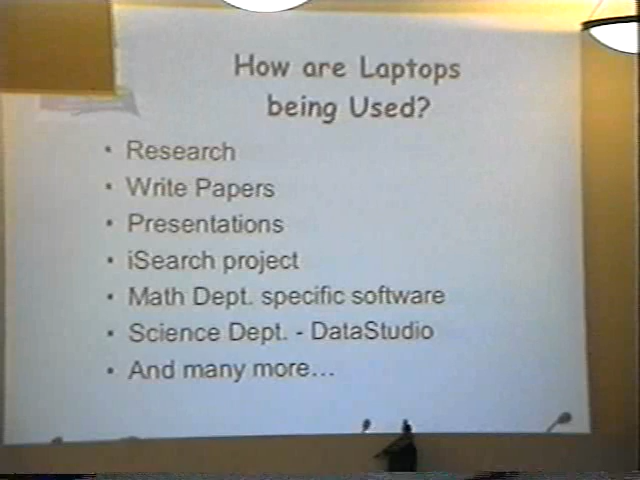 How are Laptops
being Used?
• Research
• Write Papers
• Presentations
• iSearch project
• Math Dept. specific software
• Science Dept. - DataStudio
• And many more...